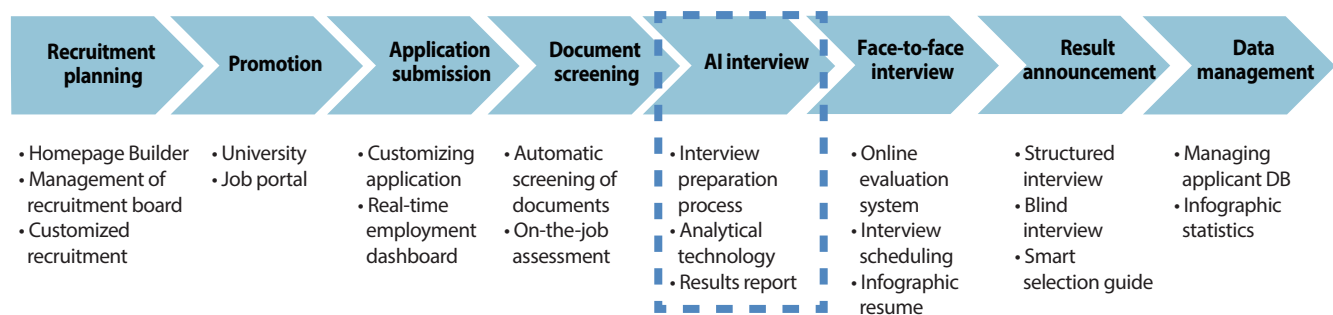 Recruitment
planning
Promotion
Application
submission
Document
screening
AI interview
Face-to-face
interview
Result
announcement
Data
management
• Homepage Builder
• Management of
recruitment board
• Customized
recruitment
• University
• Job portal
• Customizing
application
• Real-time
employment
dashboard
• Automatic
screening of
documents
• On-the-job
assessment
• Interview
preparation
process
• Analytical
technology
• Results report
• Online
evaluation
system
• Interview
scheduling
• Infographic
resume
• Structured
interview
• Blind
interview
• Smart
selection guide
• Managing
applicant DB
• Infographic
statistics